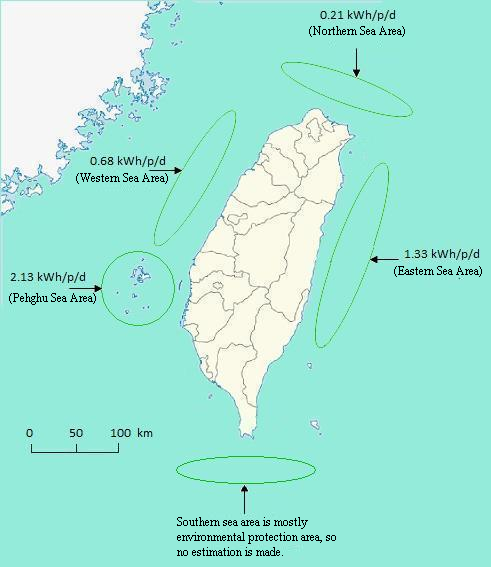 0.21 kWh/p/d
(Northern Sea Area)
0.68 kWh/p/d
(Western Sea Area)
1.33 kWh/p/d
(Eastern Sea Area)
2.13 kWh/p/d
(Pehghu Sea Area)
0 50 100 km
Southern sea area is mostly
environmental protection area, so
no estimation is made.